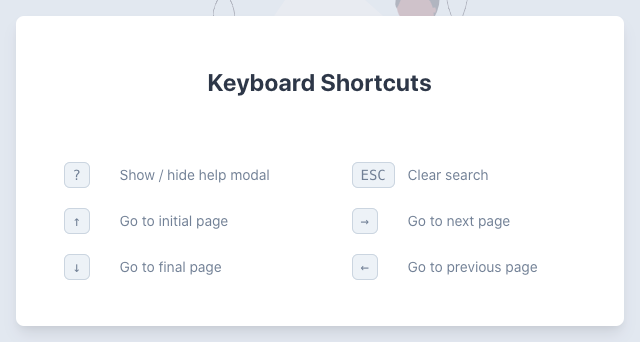 Keyboard Shortcuts
? Show / hide help modal
ESC Clear search
↑ Go to initial page
→ Go to next page
↓ Go to final page
← Go to previous page